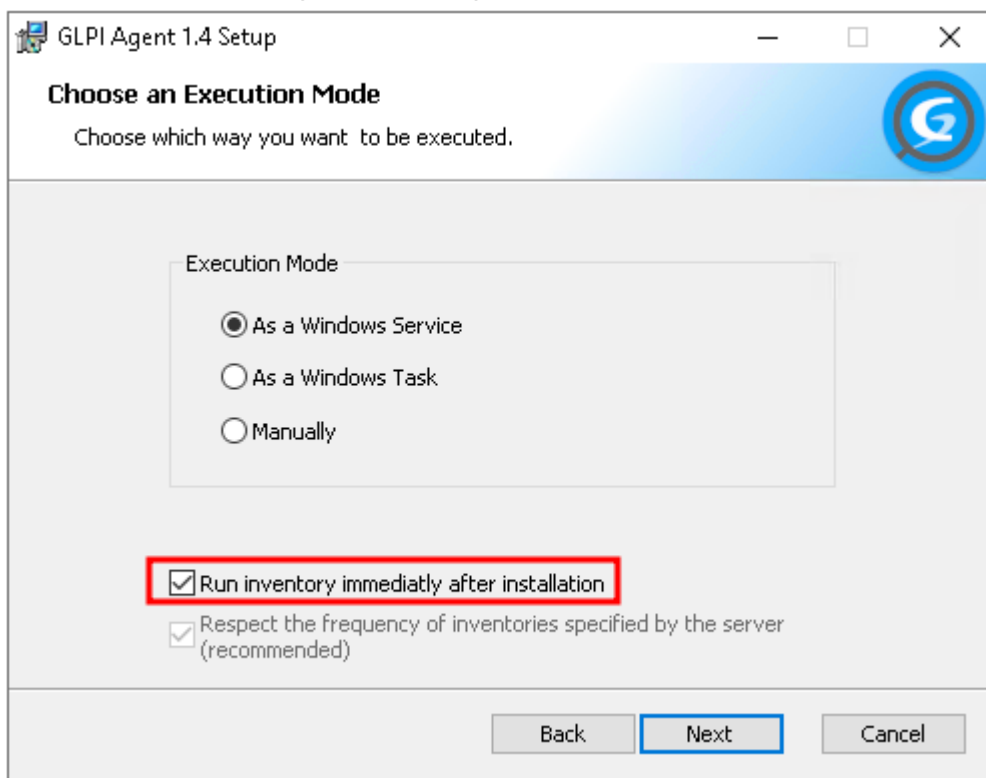 GLPI Agent 1.4 Setup
Choose an Execution Mode
Choose which way you want to be executed.
Execution Mode
As a Windows Service
As a Windows Task
Manually
Run inventory immediatly after installation
Respect the frequency of inventories specified by the server
(recommended)
Back Next Cancel